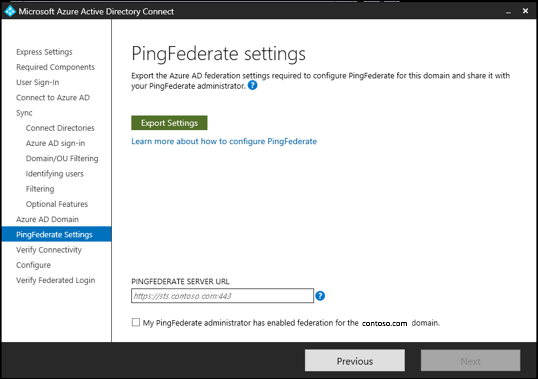 Microsoft Azure Active Directory Connect
Express Settings
Required Components
User Sign-In
Connect to Azure AD
Sync
Connect Directories
Azure AD sign-in
Domain/OU Filtering
Identifying users
Filtering
Optional Features
Azure AD Domain
PingFederate Settings
Verify Connectivity
Configure
Verify Federated Login
PingFederate settings
Export the Azure AD federation settings required to configure PingFederate for this domain and share it with
your PingFederate administrator. ?
Export Settings
Learn more about how to configure PingFederate
PINGFEDERATE SERVER URL
https://sts.contoso.com:443 ?
My PingFederate administrator has enabled federation for the contoso.com domain.
Previous
Next